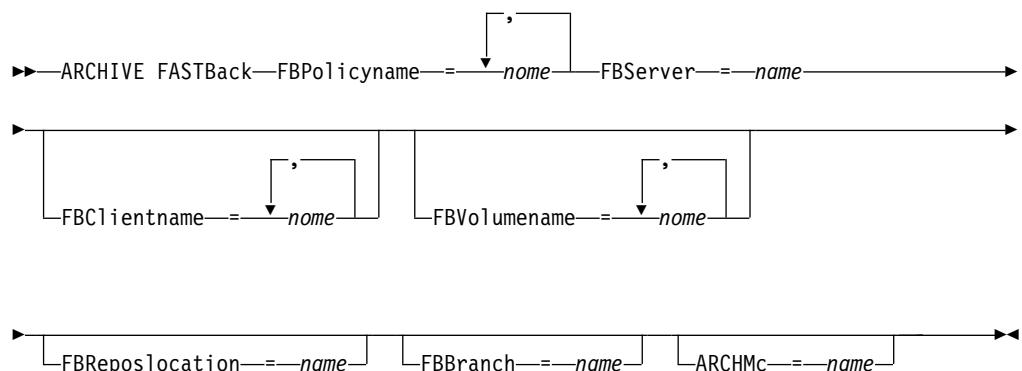 ,
ARCHIVE FASTBack FBPolicyname = nome FBServer = name
, ,
FBClientname = nome FBVolumename = nome
FBReposlocation = name FBBranch = name ARCHMc = name